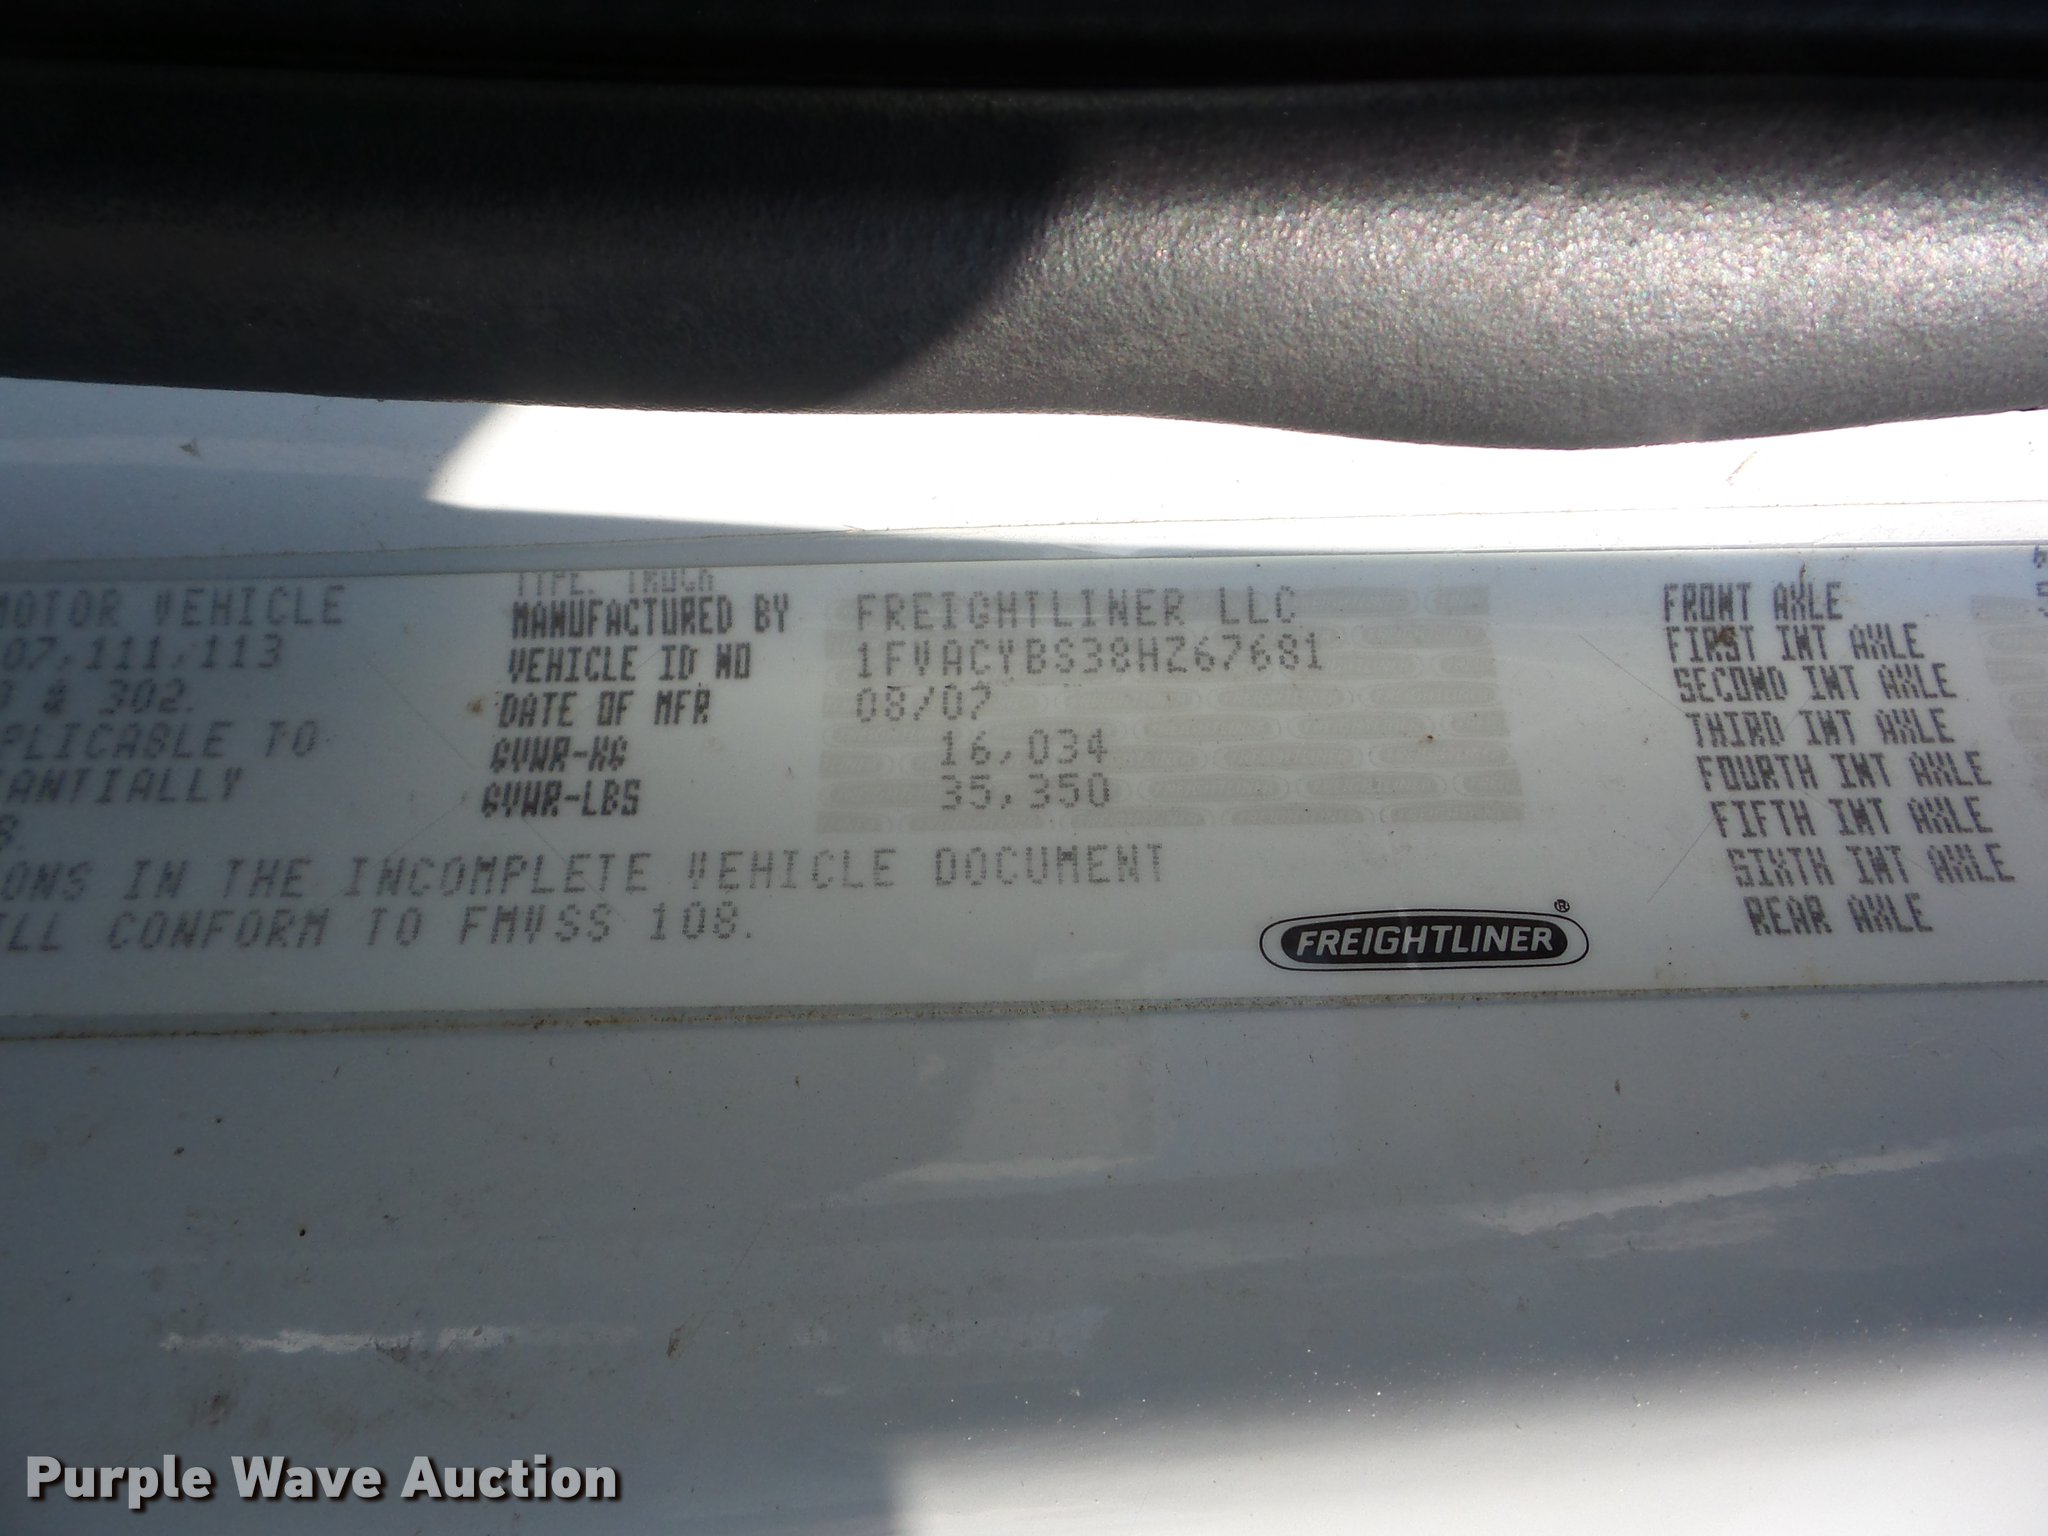 TYPE. TRUCK
MOTOR VEHICLE
07,111,113
& 302.
PLICABLE TO
ANTIALLY
8.
MANUFACTURED BY FREIGHTLINER LLC
VEHICLE ID NO 1FVACYBS38HZ67681
DATE OF MFR 08/07
GVWR-KG 16,034
GVWR-LBS 35,350
ONS IN THE INCOMPLETE VEHICLE DOCUMENT
ILL CONFORM TO FMVSS 108.
FREIGHTLINER®
FRONT AXLE
FIRST INT AXLE
SECOND INT AXLE
THIRD INT AXLE
FOURTH INT AXLE
FIFTH INT AXLE
SIXTH INT AXLE
REAR AXLE
Purple Wave Auction